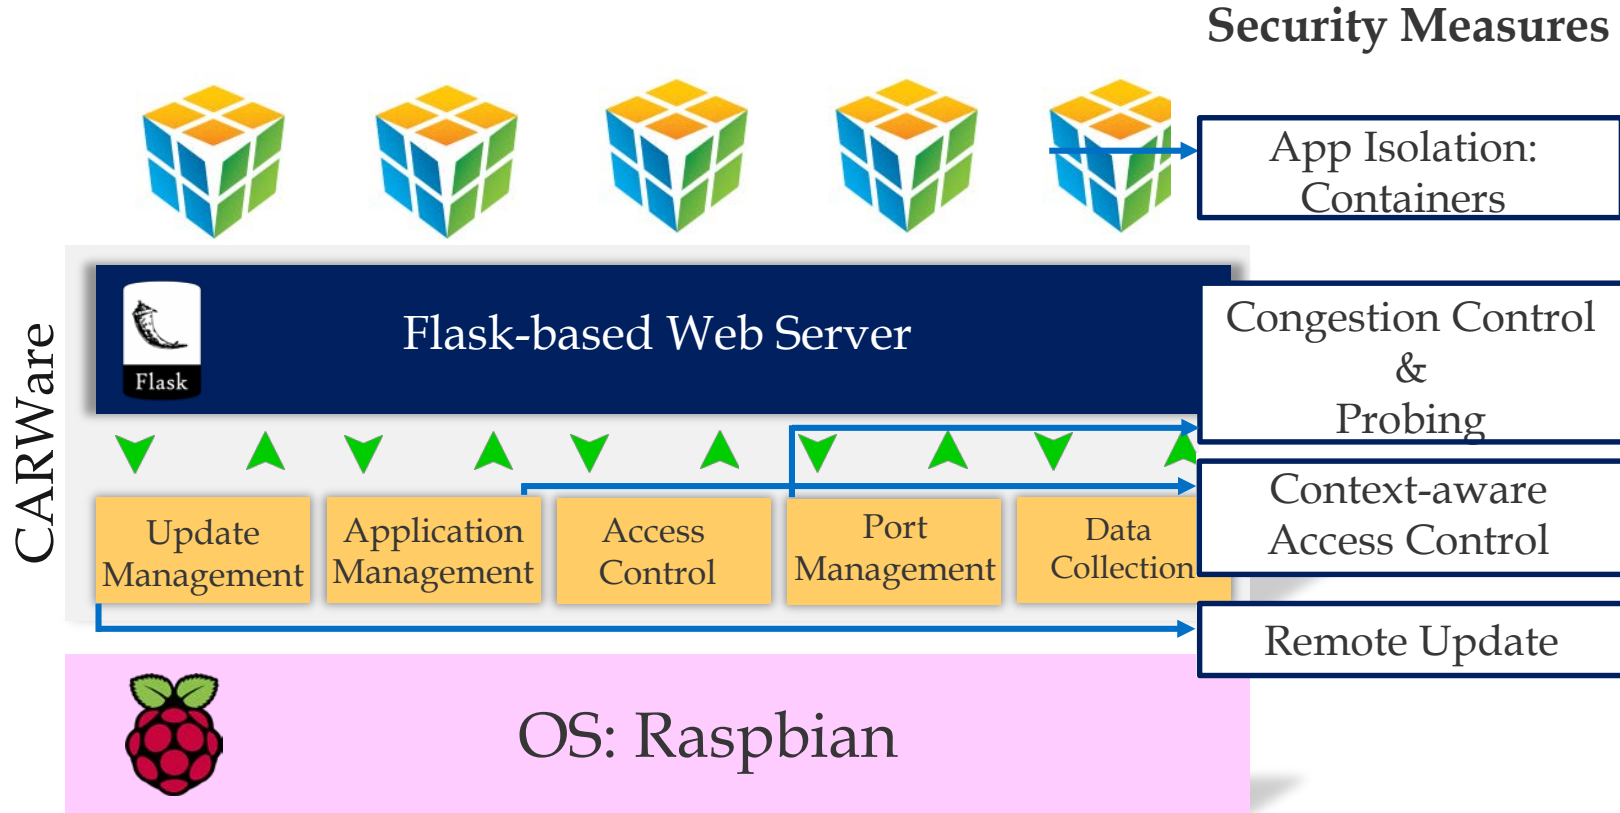 Security Measures
App Isolation:
Containers
CARWare
Flask
Flask-based Web Server
Congestion Control
&
Probing
Update
Management
Application
Management
Access
Control
Port
Management
Data
Collection
Context-aware
Access Control
Remote Update
OS: Raspbian